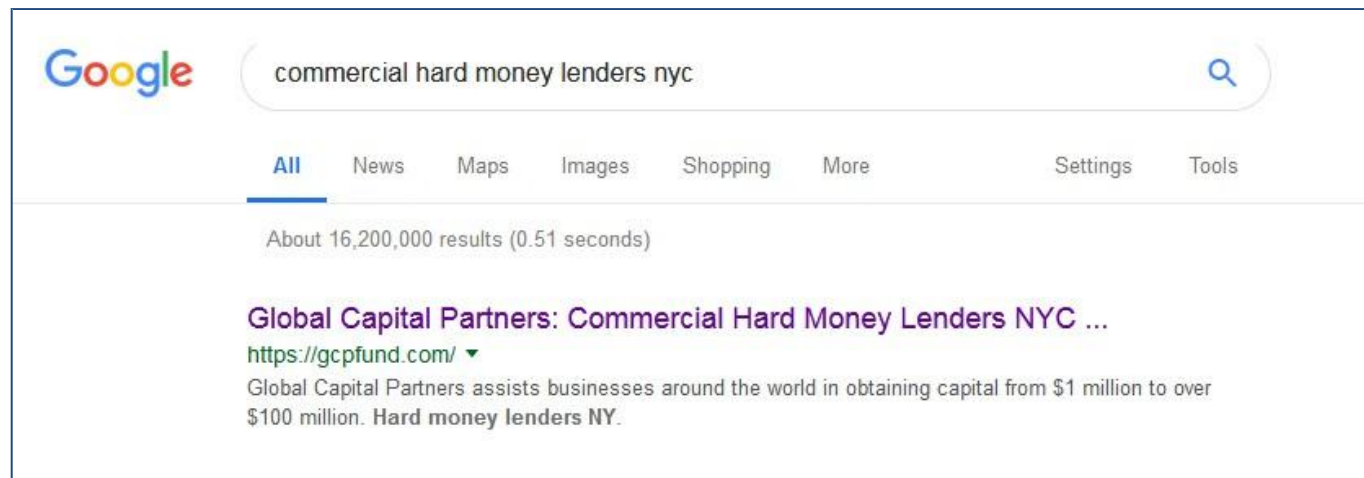 Google
commercial hard money lenders nyc
All News Maps Images Shopping More Settings Tools
About 16,200,000 results (0.51 seconds)
Global Capital Partners: Commercial Hard Money Lenders NYC ...
https://gcpfund.com/
Global Capital Partners assists businesses around the world in obtaining capital from $1 million to over
$100 million. Hard money lenders NY.